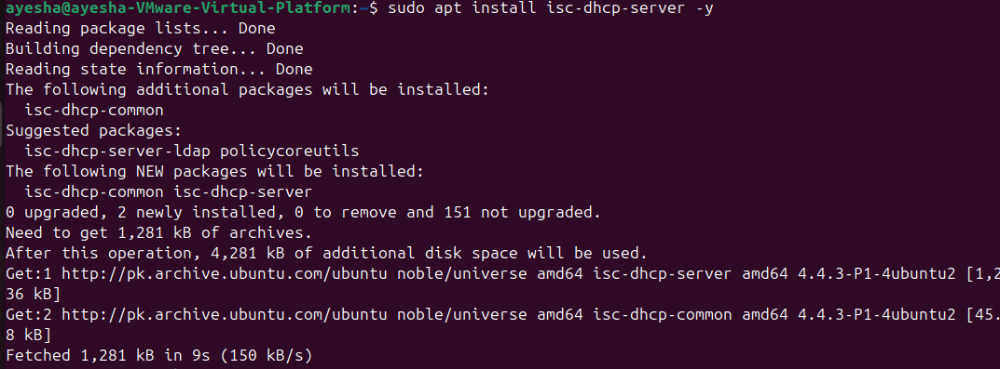 ayesha@ayesha-VMware-Virtual-Platform:~$ sudo apt install isc-dhcp-server -y
Reading package lists... Done
Building dependency tree... Done
Reading state information... Done
The following additional packages will be installed:
  isc-dhcp-common
Suggested packages:
  isc-dhcp-server-ldap policycoreutils
The following NEW packages will be installed:
  isc-dhcp-common isc-dhcp-server
0 upgraded, 2 newly installed, 0 to remove and 151 not upgraded.
Need to get 1,281 kB of archives.
After this operation, 4,281 kB of additional disk space will be used.
Get:1 http://pk.archive.ubuntu.com/ubuntu noble/universe amd64 isc-dhcp-server amd64 4.4.3-P1-4ubuntu2 [1,2
36 kB]
Get:2 http://pk.archive.ubuntu.com/ubuntu noble/universe amd64 isc-dhcp-common amd64 4.4.3-P1-4ubuntu2 [45.
8 kB]
Fetched 1,281 kB in 9s (150 kB/s)